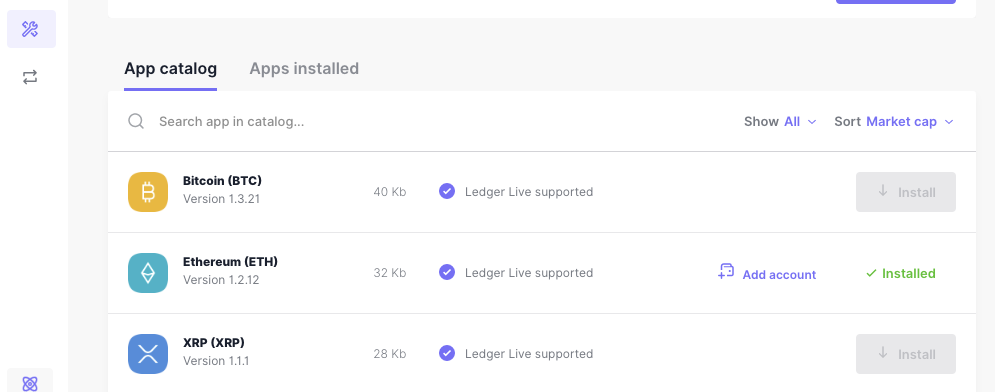 App catalog Apps installed
Search app in catalog... Show All Sort Market cap
Bitcoin (BTC)
Version 1.3.21
40 Kb Ledger Live supported Install
Ethereum (ETH)
Version 1.2.12
32 Kb Ledger Live supported Add account Installed
XRP (XRP)
Version 1.1.1
28 Kb Ledger Live supported Install